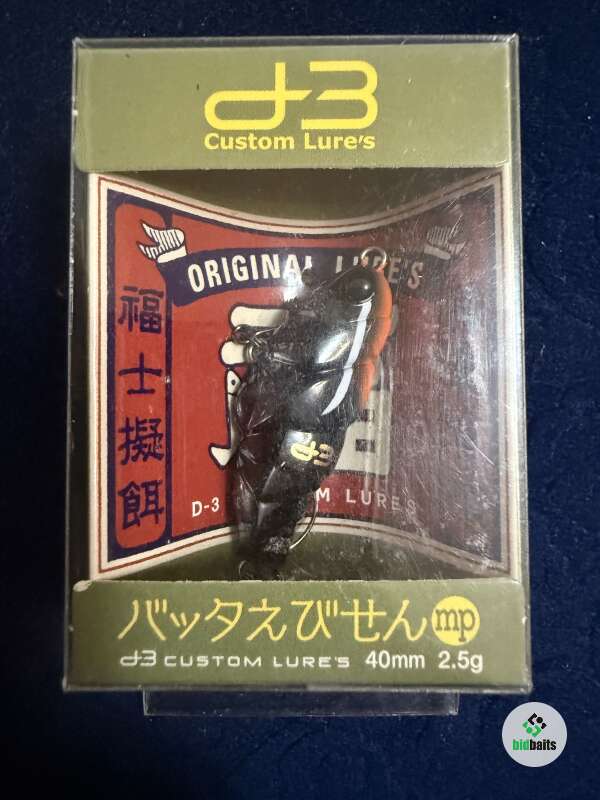 d3
Custom Lure's
ORIGINAL LURE'S
福士擬餌
d3
D-3
M LURE'S
バッタえびせん mp
d3 CUSTOM LURE'S 40mm 2.5g
bidbaits